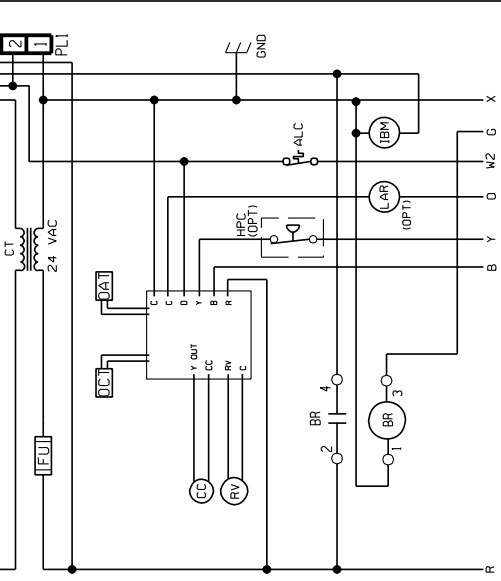 2
1
PL1
GND
X
ALC
IBM
G
W2
LAR
(OPT)
O
HPC
(OPT)
CT
24 VAC
Y
B
OAT
C
C
D
Y
B
R
OCT
Y OUT
CC
RV
C
CC
RV
4
BR
2
3
BR
1
FU
R